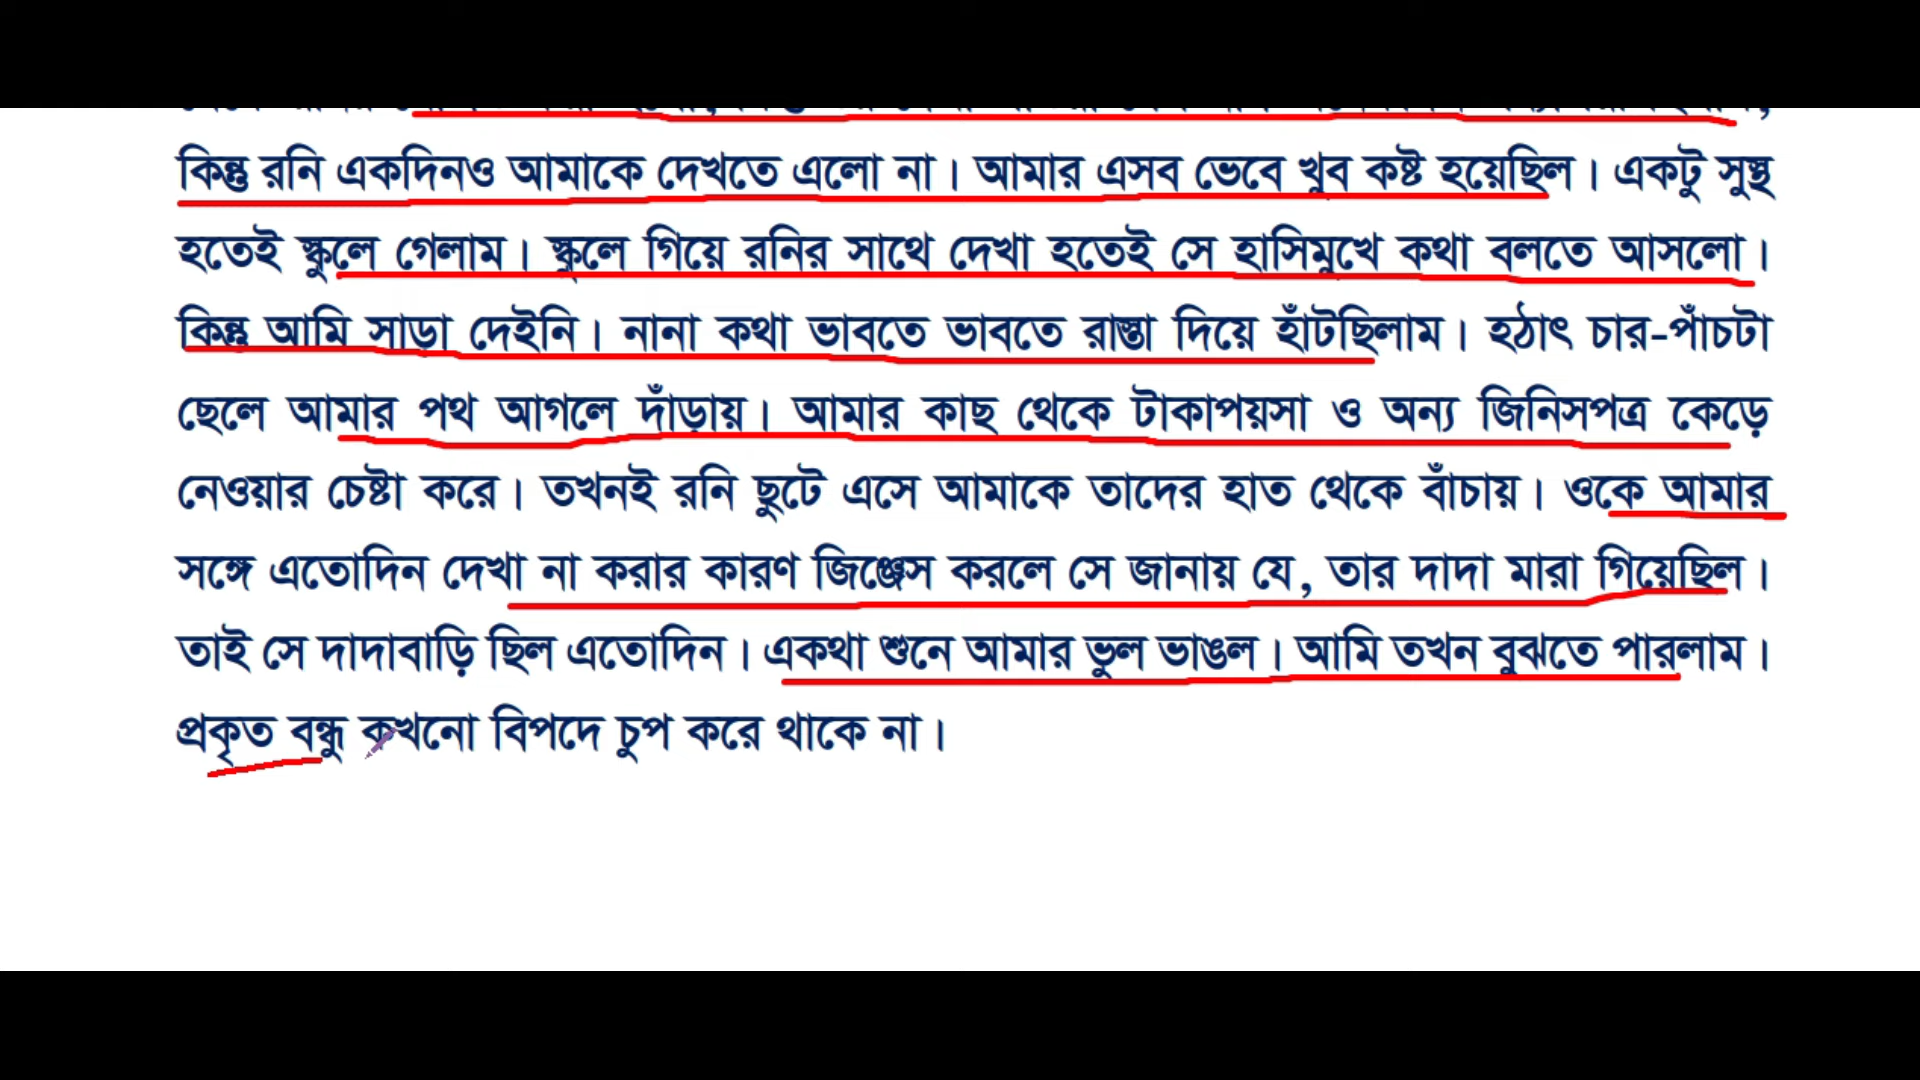 কিন্তু রনি একদিনও আমাকে দেখতে এলো না। আমার এসব ভেবে খুব কষ্ট হয়েছিল। একটু সুস্থ
হতেই স্কুলে গেলাম। স্কুলে গিয়ে রনির সাথে দেখা হতেই সে হাসিমুখে কথা বলতে আসলো।
কিন্তু আমি সাড়া দেইনি। নানা কথা ভাবতে ভাবতে রাস্তা দিয়ে হাঁটছিলাম। হঠাৎ চার-পাঁচটা
ছেলে আমার পথ আগলে দাঁড়ায়। আমার কাছ থেকে টাকাপয়সা ও অন্য জিনিসপত্র কেড়ে
নেওয়ার চেষ্টা করে। তখনই রনি ছুটে এসে আমাকে তাদের হাত থেকে বাঁচায়। ওকে আমার
সঙ্গে এতোদিন দেখা না করার কারণ জিজ্ঞেস করলে সে জানায় যে, তার দাদা মারা গিয়েছিল।
তাই সে দাদাবাড়ি ছিল এতোদিন। একথা শুনে আমার ভুল ভাঙল। আমি তখন বুঝতে পারলাম।
প্রকৃত বন্ধু কখনো বিপদে চুপ করে থাকে না।